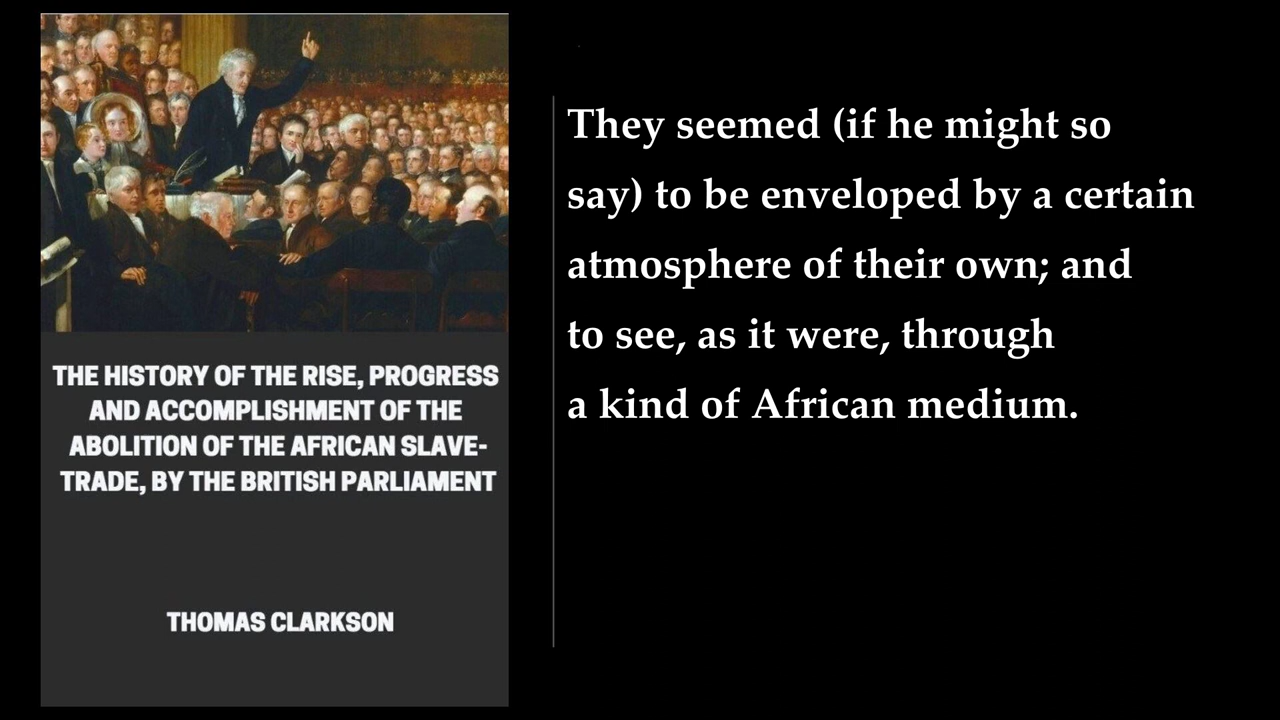 THE HISTORY OF THE RISE, PROGRESS
AND ACCOMPLISHMENT OF THE
ABOLITION OF THE AFRICAN SLAVE-
TRADE, BY THE BRITISH PARLIAMENT
THOMAS CLARKSON
They seemed (if he might so
say) to be enveloped by a certain
atmosphere of their own; and
to see, as it were, through
a kind of African medium.